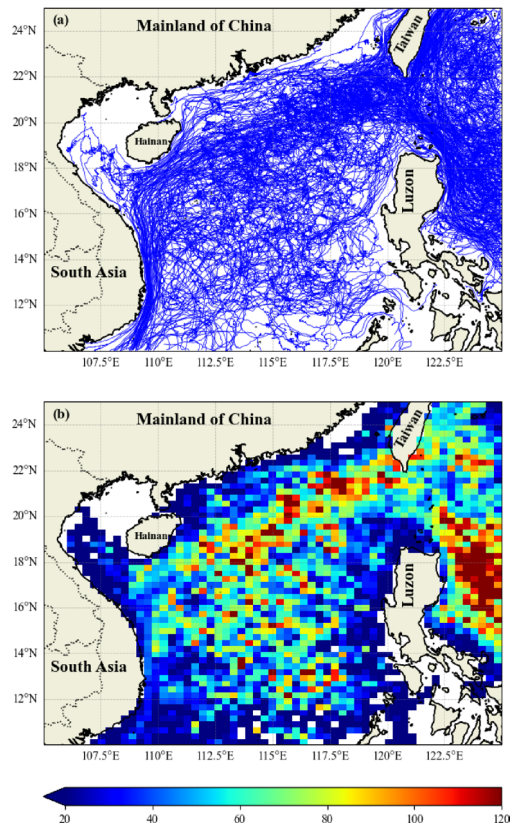 (a)
Mainland of China
Taiwan
24°N
22°N
20°N
Hainan
18°N
Luzon
16°N
14°N
South Asia
12°N
107.5°E 110°E 112.5°E 115°E 117.5°E 120°E 122.5°E
(b)
Mainland of China
Taiwan
24°N
22°N
20°N
Hainan
18°N
Luzon
16°N
14°N
South Asia
12°N
107.5°E 110°E 112.5°E 115°E 117.5°E 120°E 122.5°E
20 40 60 80 100 120